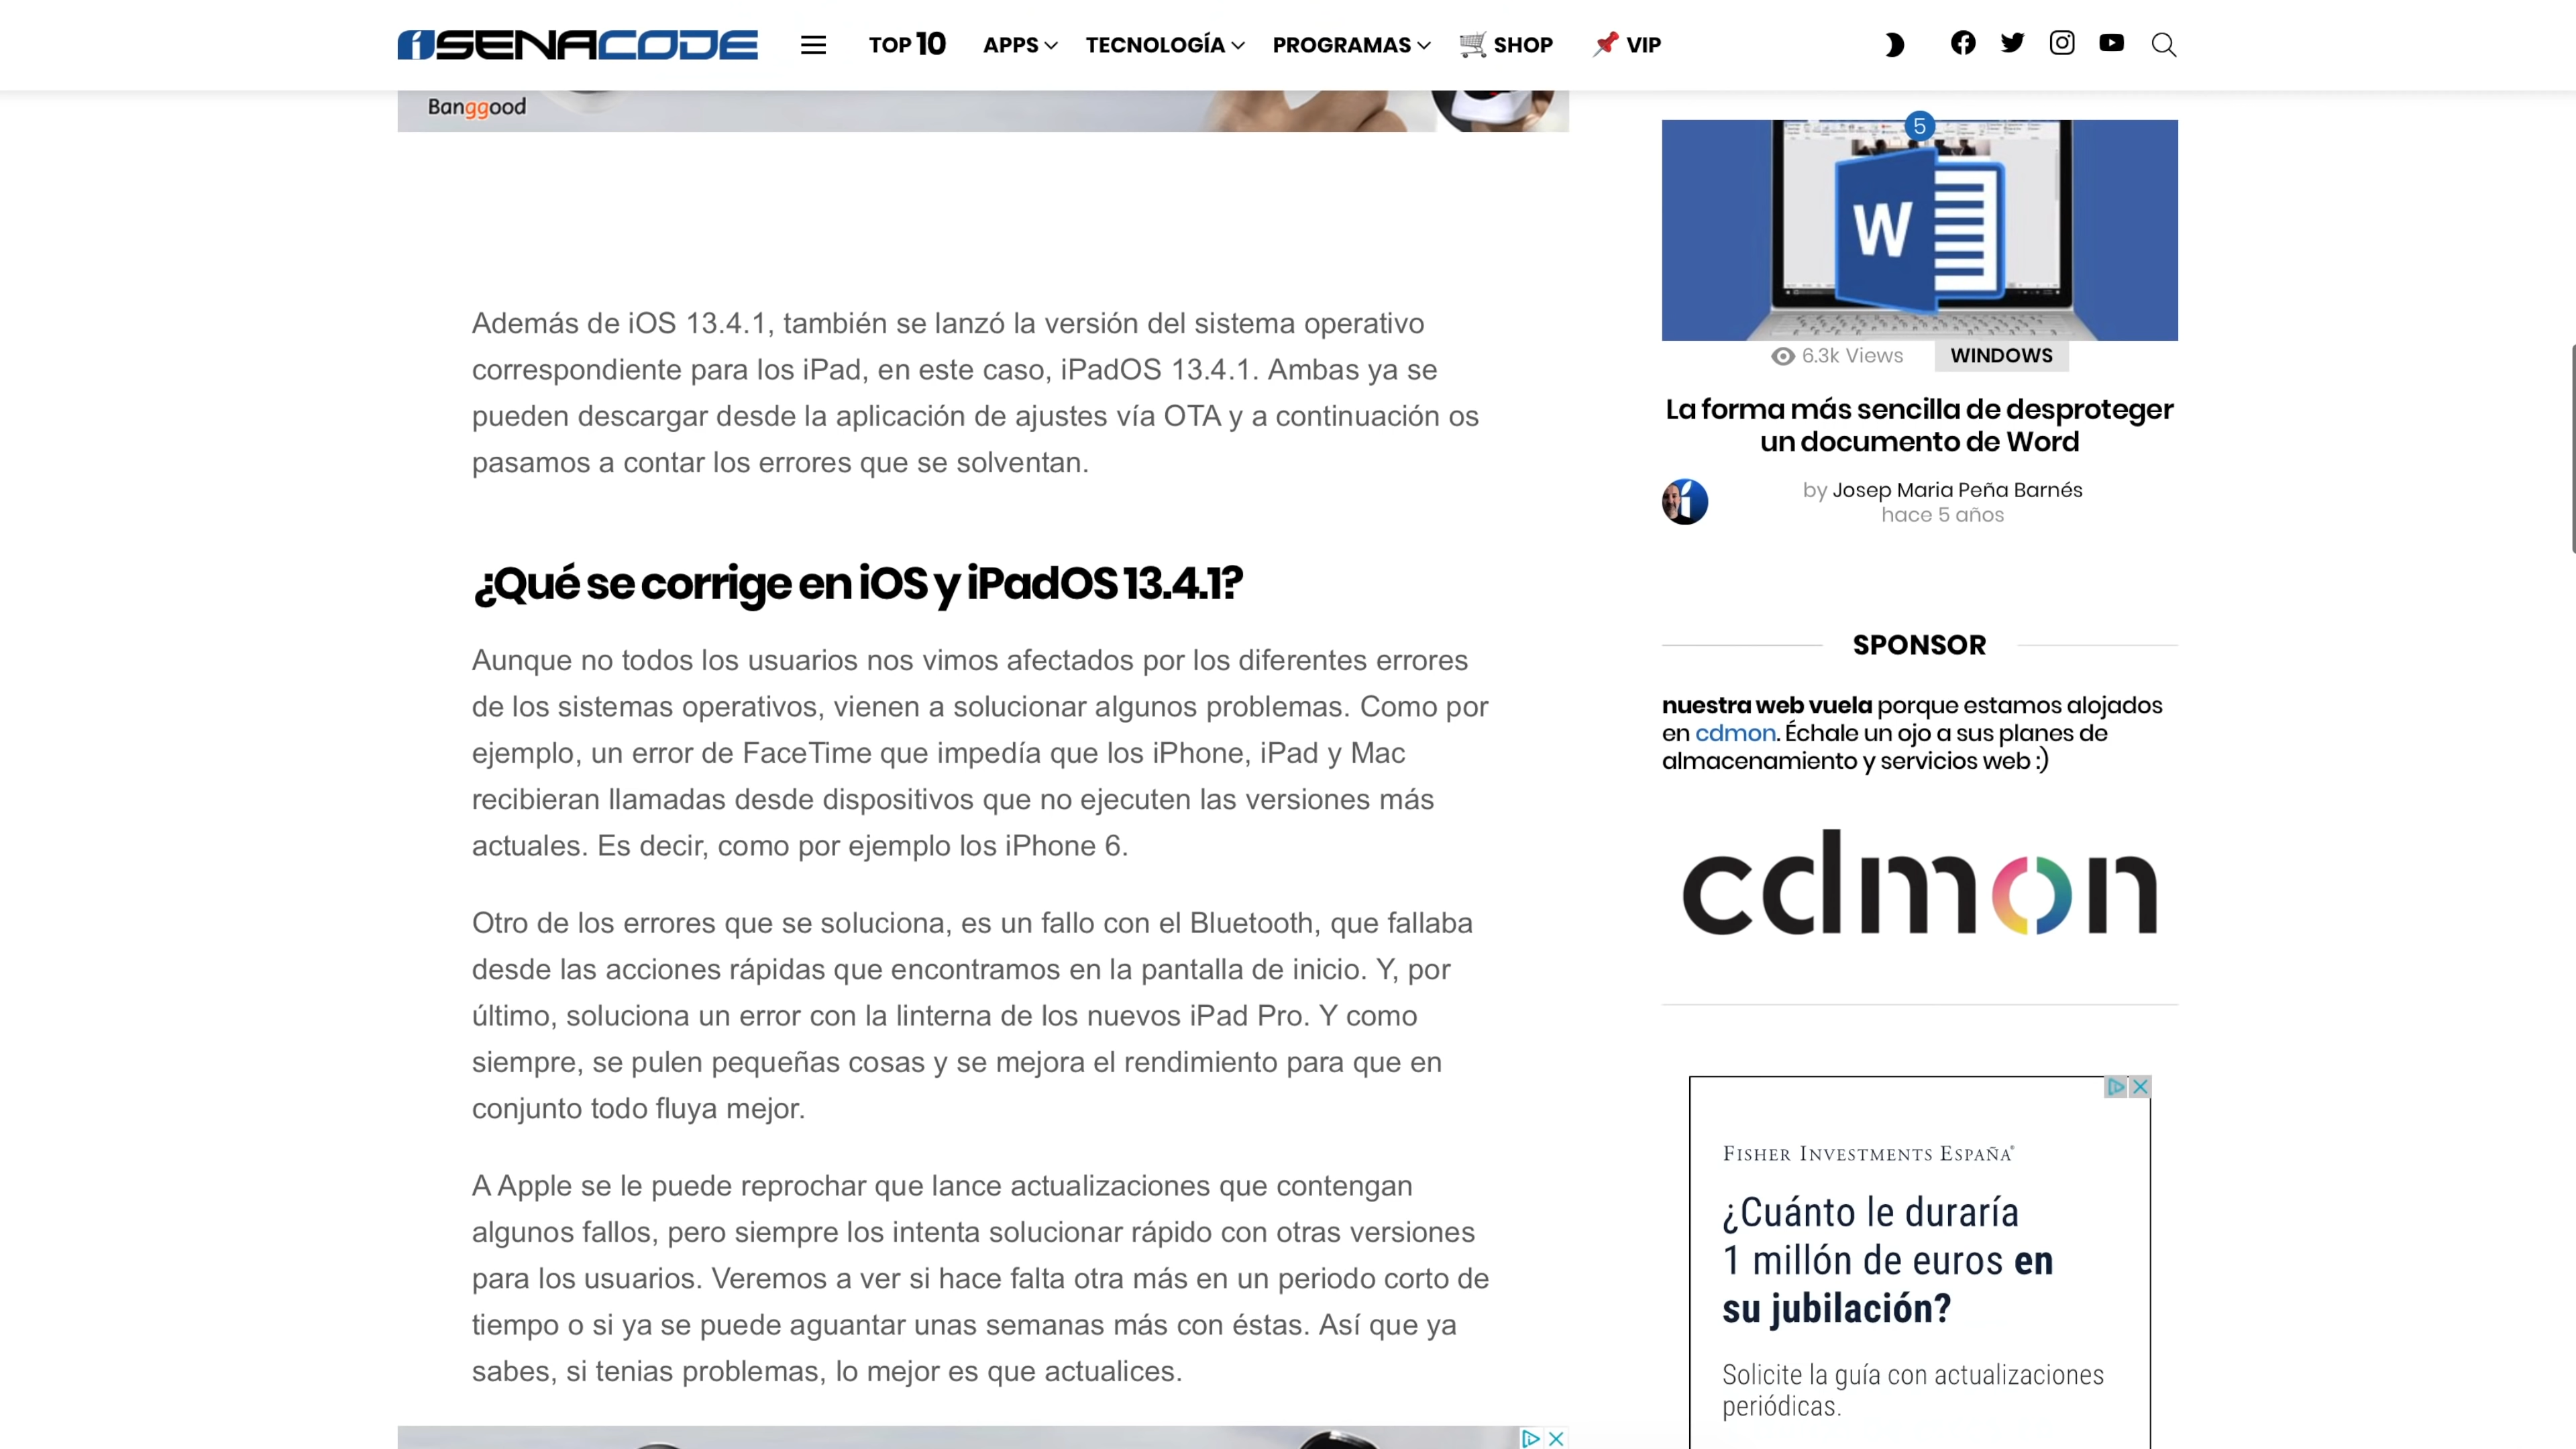 iSENACODE
TOP 10 APPS TECNOLOGÍA PROGRAMAS SHOP VIP
Banggood
Además de iOS 13.4.1, también se lanzó la versión del sistema operativo
correspondiente para los iPad, en este caso, iPadOS 13.4.1. Ambas ya se
pueden descargar desde la aplicación de ajustes vía OTA y a continuación os
pasamos a contar los errores que se solventan.
¿Qué se corrige en iOS y iPadOS 13.4.1?
Aunque no todos los usuarios nos vimos afectados por los diferentes errores
de los sistemas operativos, vienen a solucionar algunos problemas. Como por
ejemplo, un error de FaceTime que impedía que los iPhone, iPad y Mac
recibieran llamadas desde dispositivos que no ejecuten las versiones más
actuales. Es decir, como por ejemplo los iPhone 6.
Otro de los errores que se soluciona, es un fallo con el Bluetooth, que fallaba
desde las acciones rápidas que encontramos en la pantalla de inicio. Y, por
último, soluciona un error con la linterna de los nuevos iPad Pro. Y como
siempre, se pulen pequeñas cosas y se mejora el rendimiento para que en
conjunto todo fluya mejor.
A Apple se le puede reprochar que lance actualizaciones que contengan
algunos fallos, pero siempre los intenta solucionar rápido con otras versiones
para los usuarios. Veremos a ver si hace falta otra más en un periodo corto de
tiempo o si ya se puede aguantar unas semanas más con éstas. Así que ya
sabes, si tenias problemas, lo mejor es que actualices.
5
W
6.3k Views WINDOWS
La forma más sencilla de desproteger
un documento de Word
by Josep Maria Peña Barnés
hace 5 años
SPONSOR
nuestra web vuela porque estamos alojados
en cdmon. Échale un ojo a sus planes de
almacenamiento y servicios web :)
cdmon
FISHER INVESTMENTS ESPAÑA®
¿Cuánto le duraría
1 millón de euros en
su jubilación?
Solicite la guía con actualizaciones
periódicas.